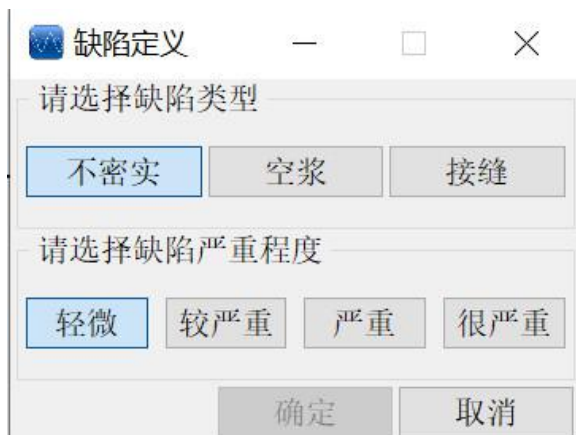 缺陷定义
请选择缺陷类型
不密实 空浆 接缝
请选择缺陷严重程度
轻微 较严重 严重 很严重
确定 取消